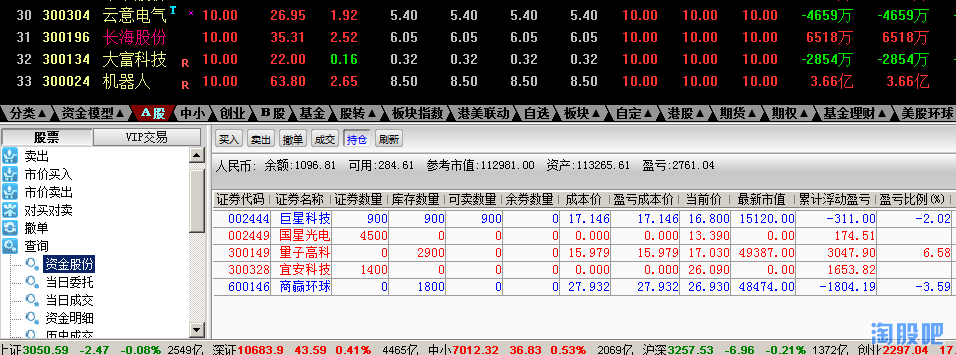 30 300304 云意电气 T × 10.00 26.95 1.92 5.40 5.40 5.40 5.40 10.00 10.00 -4659万 -4659万
31 300196 长海股份 10.00 35.31 2.52 6.05 6.05 6.05 6.05 10.00 10.00 6518万 6518万
32 300134 大富科技 R 10.00 22.00 0.16 0.32 0.32 0.32 0.32 10.00 10.00 -2854万 -2854万
33 300024 机器人 R 10.00 63.80 2.65 8.50 8.50 8.50 8.50 10.00 10.00 3.66亿 3.66亿
分类▲ 资金模型▲ A股 中小 创业 B股 基金 股转▲ 板块指数 港美联动 自选 板块▲ 自定▲ 港股▲ 期货▲ 期权▲ 基金理财▲ 美股环球
股票 VIP交易
买入 卖出 撤单 成交 持仓 刷新
卖出
市价买入
市价卖出
对买对卖
撤单
查询
资金股份
当日委托
当日成交
资金明细
历史成交
人民币: 余额:1096.81 可用:284.61 参考市值:112981.00 资产:113265.61 盈亏:2761.04
证券代码 证券名称 证券数量 库存数量 可卖数量 余券数量 成本价 盈亏成本价 当前价 最新市值 累计浮动盈亏 盈亏比例(%)
002444 巨星科技 900 900 900 0 17.146 17.146 16.800 15120.00 -311.00 -2.02
002449 国星光电 4500 0 0 0 0.000 0.000 13.390 0.00 174.51
300149 量子高科 0 2900 0 0 15.979 15.979 17.030 49387.00 3047.90 6.58
300328 宜安科技 1400 0 0 0 0.000 0.000 26.090 0.00 1653.82
600146 商赢环球 0 1800 0 0 27.932 27.932 26.930 48474.00 -1804.19 -3.59
淘股吧
上证3050.59 -2.47 -0.08% 2549亿 深证10683.9 43.59 0.41% 4465亿 中小7012.32 36.83 0.53% 2069亿 沪深3257.53 -6.96 -0.21% 1372亿 创业2297.04 17